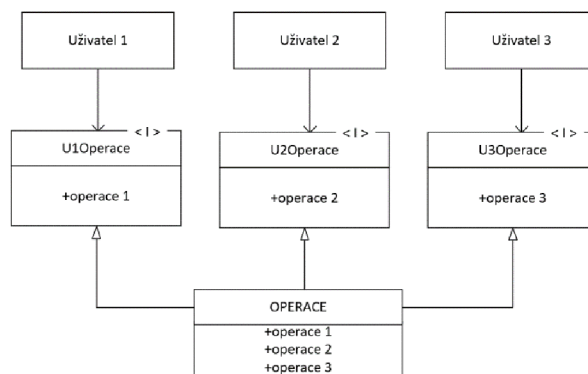 Uživatel 1
Uživatel 2
Uživatel 3
< I >
< I >
< I >
U1Operace
U2Operace
U3Operace
+operace 1
+operace 2
+operace 3
OPERACE
+operace 1
+operace 2
+operace 3